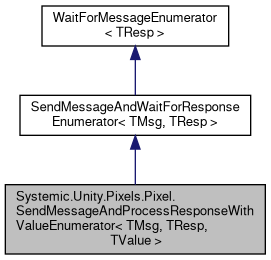 WaitForMessageEnumerator
< TResp >
SendMessageAndWaitForResponse
Enumerator< TMsg, TResp >
Systemic.Unity.Pixels.Pixel.
SendMessageAndProcessResponseWith
ValueEnumerator< TMsg, TResp,
TValue >